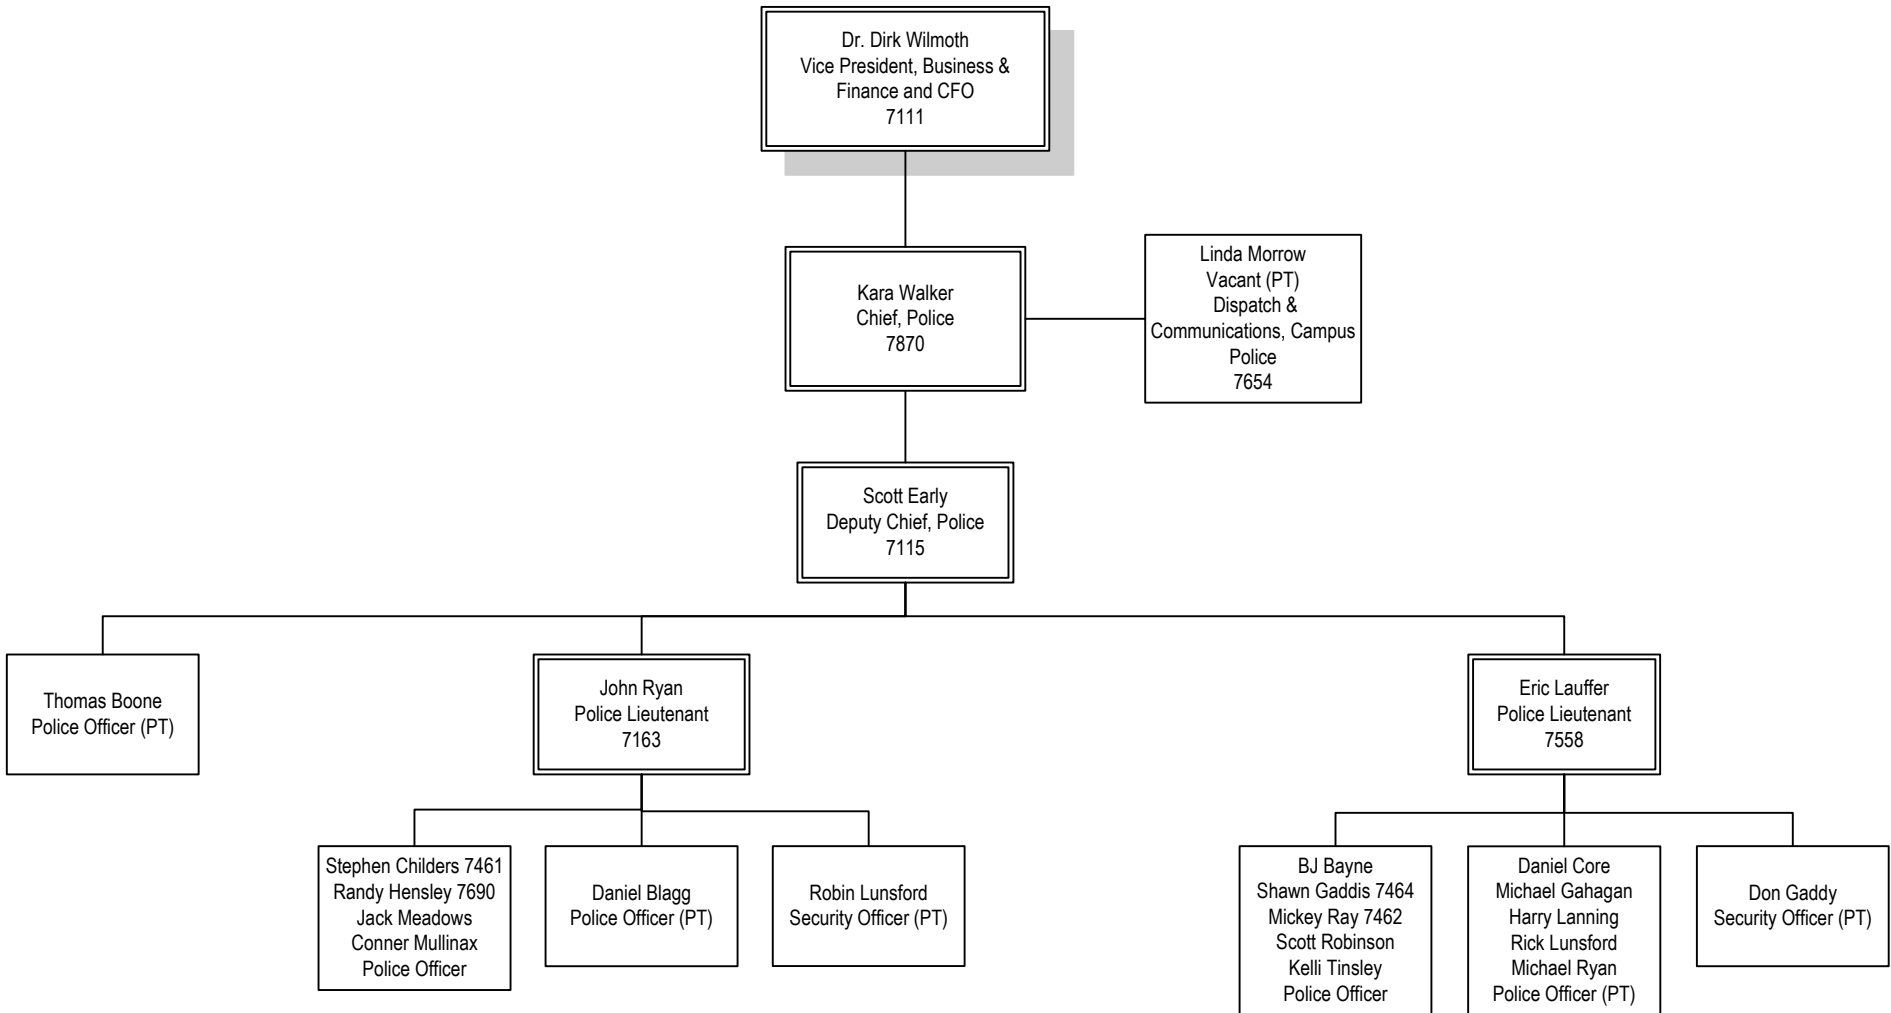 Dr. Dirk Wilmoth
Vice President, Business &
Finance and CFO
7111
Kara Walker
Chief, Police
7870
Linda Morrow
Vacant (PT)
Dispatch &
Communications, Campus
Police
7654
Scott Early
Deputy Chief, Police
7115
Thomas Boone
Police Officer (PT)
John Ryan
Police Lieutenant
7163
Eric Lauffer
Police Lieutenant
7558
Stephen Childers 7461
Randy Hensley 7690
Jack Meadows
Conner Mullinax
Police Officer
Daniel Blagg
Police Officer (PT)
Robin Lunsford
Security Officer (PT)
BJ Bayne
Shawn Gaddis 7464
Mickey Ray 7462
Scott Robinson
Kelli Tinsley
Police Officer
Daniel Core
Michael Gahagan
Harry Lanning
Rick Lunsford
Michael Ryan
Police Officer (PT)
Don Gaddy
Security Officer (PT)